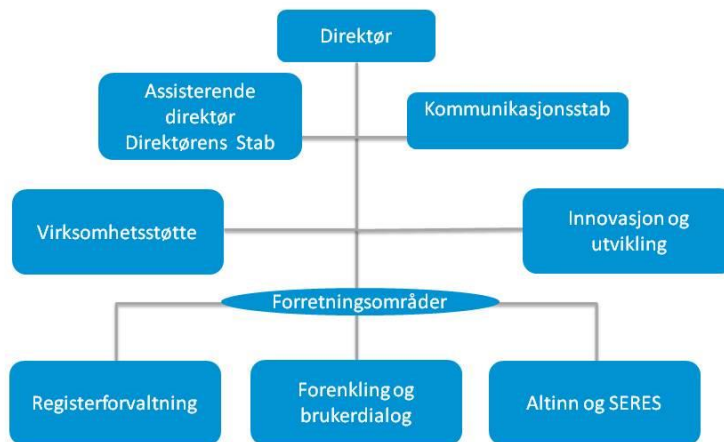 Direktør
Assisterende
direktør
Direktørens Stab
Kommunikasjonsstab
Virksomhetsstøtte
Innovasjon og
utvikling
Forretningsområder
Registerforvaltning
Forenkling og
brukerdialog
Altinn og SERES